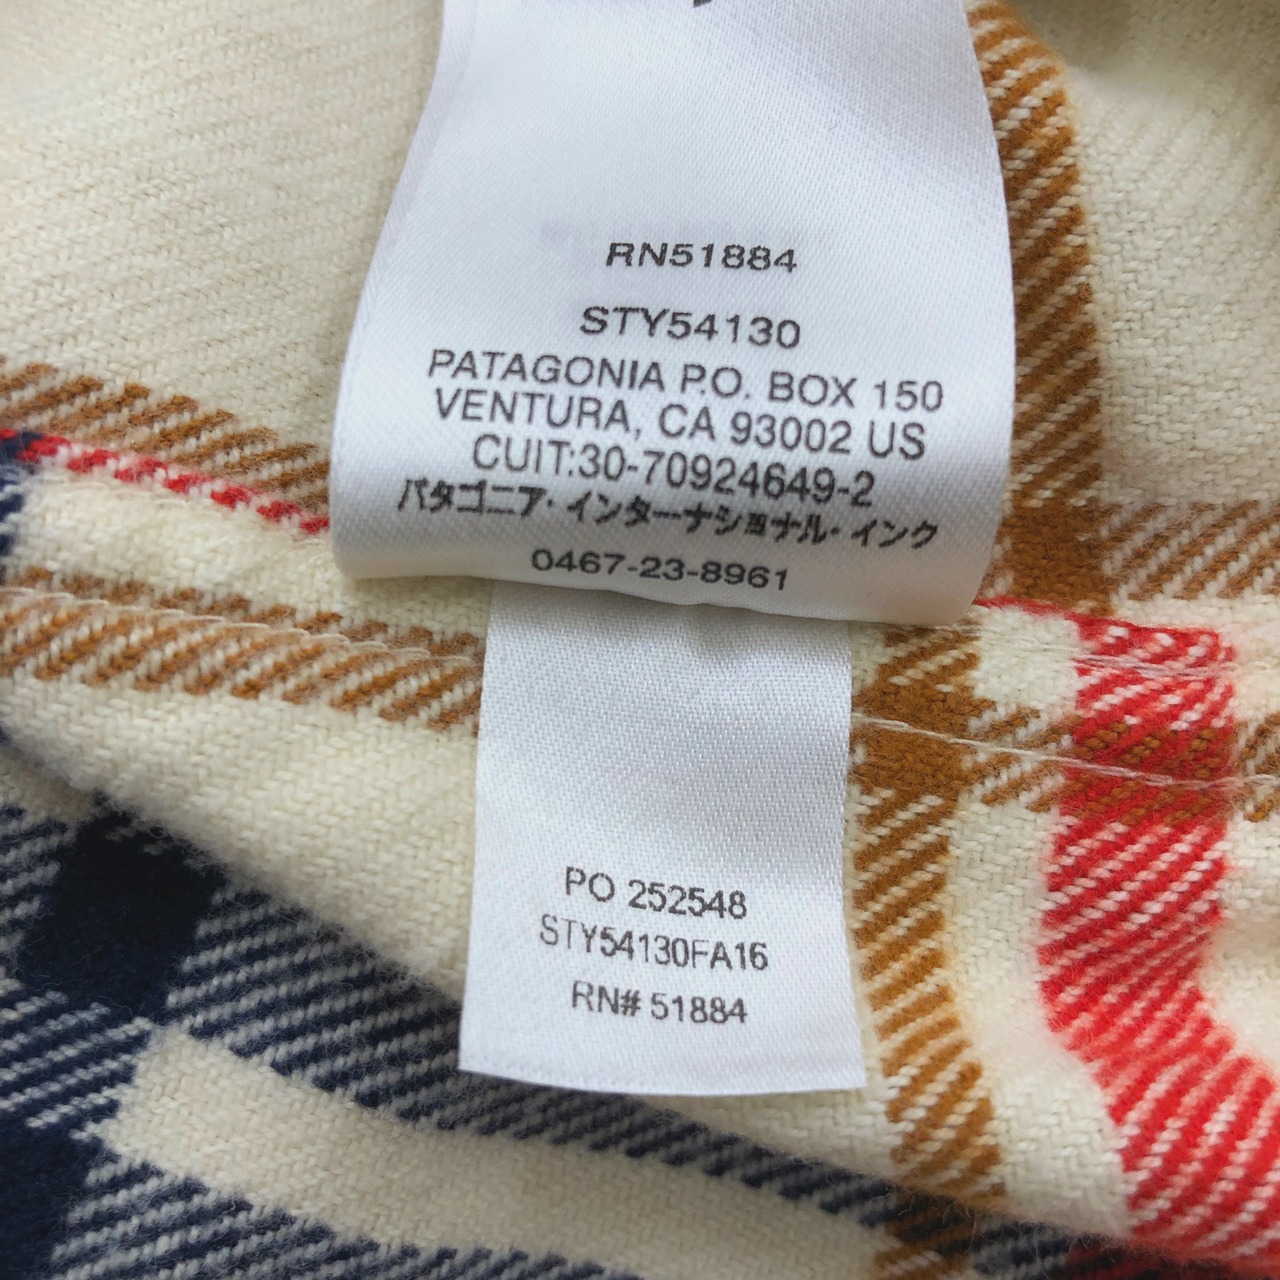 RN51884
STY54130
PATAGONIA P.O. BOX 150
VENTURA, CA 93002 US
CUIT:30-70924649-2
パタゴニア・インターナショナル・インク
0467-23-8961
PO 252548
STY54130FA16
RN# 51884